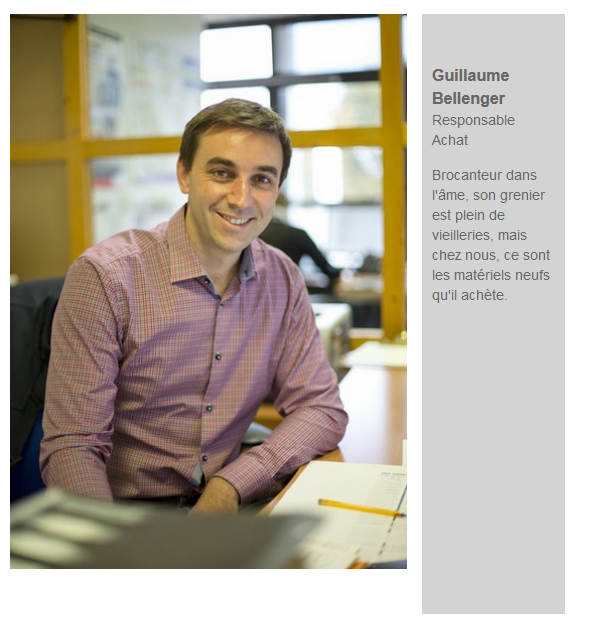 Guillaume
Bellenger
Responsable
Achat
Brocanteur dans
l'âme, son grenier
est plein de
vieilleries, mais
chez nous, ce sont
les matériels neufs
qu'il achète.